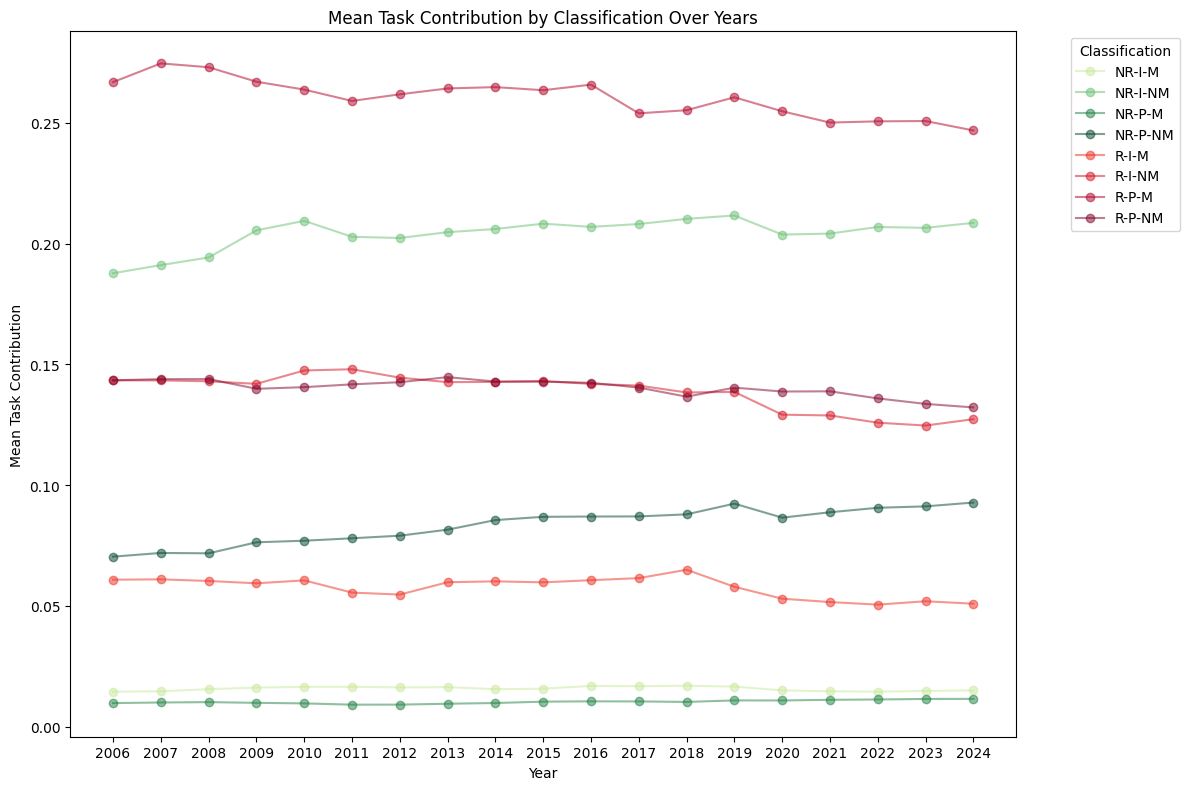 Mean Task Contribution by Classification Over Years
Classification
NR-I-M
NR-I-NM
NR-P-M
NR-P-NM
R-I-M
R-I-NM
R-P-M
R-P-NM
Mean Task Contribution
0.25
0.20
0.15
0.10
0.05
0.00
2006 2007 2008 2009 2010 2011 2012 2013 2014 2015 2016 2017 2018 2019 2020 2021 2022 2023 2024
Year